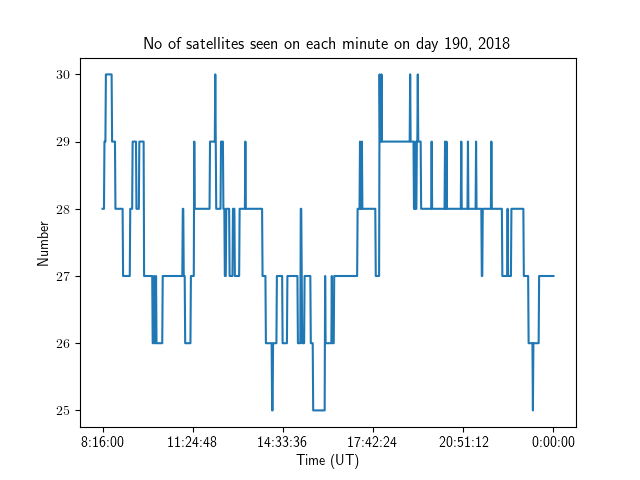 No of satellites seen on each minute on day 190, 2018
30
29
28
27
26
25
Number
8:16:00 11:24:48 14:33:36 17:42:24 20:51:12 0:00:00
Time (UT)